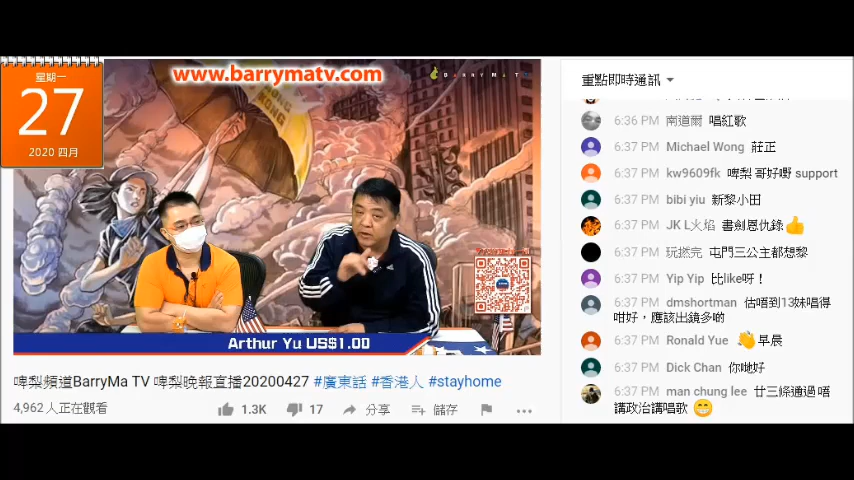 星期一
27
2020 四月
www.barrymatv.com
BARRYMATV
HONG
KONG
Arthur Yu US$1.00
啤梨頻道BarryMa TV 啤梨晚報直播20200427 #廣東話 #香港人 #stayhome
4,962 人正在觀看
1.3K
17
分享
儲存
重點即時通訊
6:36 PM 南道爾 唱紅歌
6:37 PM Michael Wong 莊正
6:37 PM kw9609fk 啤梨 哥好嘢 support
6:37 PM bibi yiu 新黎小田
6:37 PM JK L火焰 書劍恩仇錄👍
6:37 PM 玩撚完 屯門三公主都想黎
6:37 PM Yip Yip 比like呀！
6:37 PM dmshortman 估唔到13妹唱得
咁好，應該出鏡多啲
6:37 PM Ronald Yue 👋早晨
6:37 PM Dick Chan 你哋好
6:37 PM man chung lee 廿三條通過唔
講政治講唱歌😁